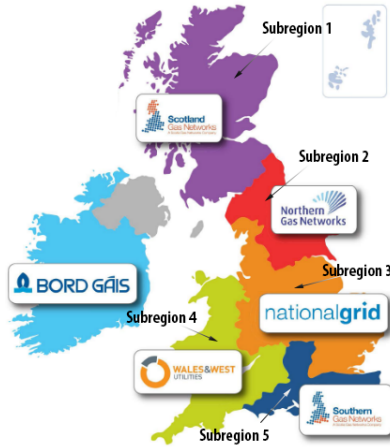 Subregion 1
Scotland
Gas Networks
Subregion 2
Northern
Gas Networks
Subregion 3
BORD GÁIS
nationalgrid
Subregion 4
WALES&WEST
UTILITIES
Southern
Gas Networks
Subregion 5